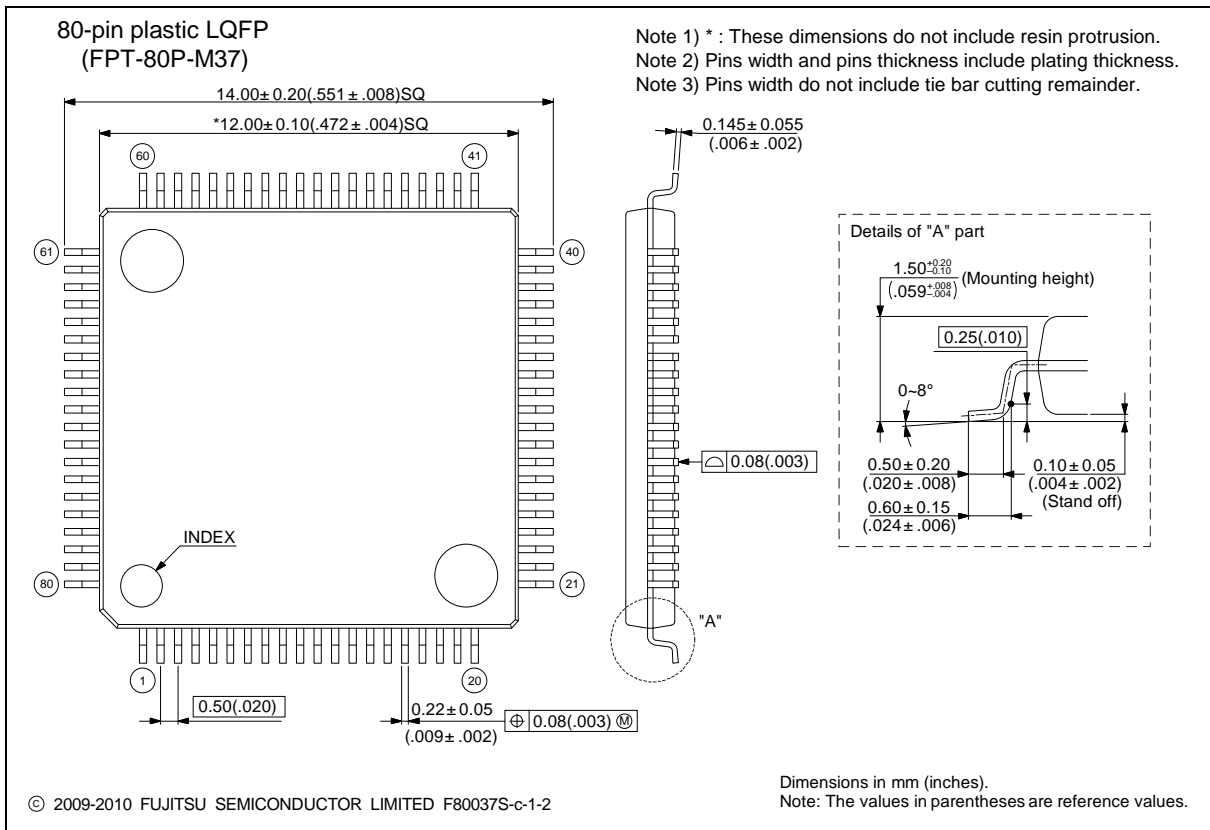 80-pin plastic LQFP
(FPT-80P-M37)
Note 1) * : These dimensions do not include resin protrusion.
Note 2) Pins width and pins thickness include plating thickness.
Note 3) Pins width do not include tie bar cutting remainder.
14.00±0.20(.551±.008)SQ
*12.00±0.10(.472±.004)SQ
60
41
61
40
INDEX
80
21
1
20
0.50(.020)
0.22±0.05
(.009±.002)
⌖ 0.08(.003) Ⓜ
0.145±0.055
(.006±.002)
⌓ 0.08(.003)
"A"
Details of "A" part
1.50 +0.20 –0.10 (Mounting height)
(.059 +.008 –.004)
0.25(.010)
0~8°
0.50±0.20
(.020±.008)
0.60±0.15
(.024±.006)
0.10±0.05
(.004±.002)
(Stand off)
© 2009-2010 FUJITSU SEMICONDUCTOR LIMITED F80037S-c-1-2
Dimensions in mm (inches).
Note: The values in parentheses are reference values.